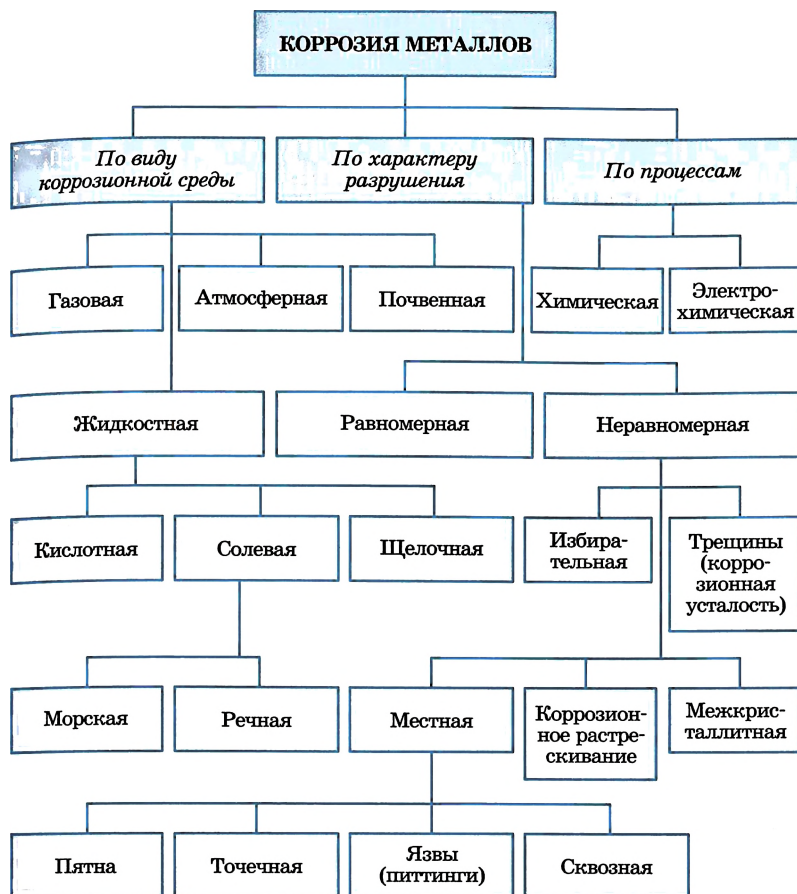 КОРРОЗИЯ МЕТАЛЛОВ
По виду
коррозионной среды
По характеру
разрушения
По процессам
Газовая
Атмосферная
Почвенная
Химическая
Электро-
химическая
Жидкостная
Равномерная
Неравномерная
Кислотная
Солевая
Щелочная
Избира-
тельная
Трещины
(корро-
зионная
усталость)
Морская
Речная
Местная
Коррозион-
ное растре-
скивание
Межкрис-
таллитная
Пятна
Точечная
Язвы
(питтинги)
Сквозная